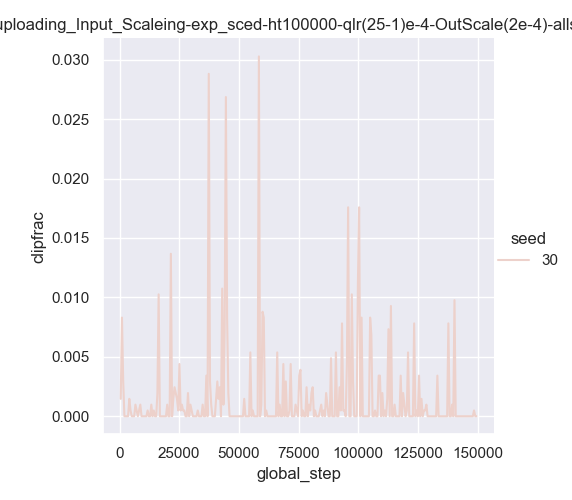 uploading_Input_Scaleing-exp_sced-ht100000-qlr(25-1)e-4-OutScale(2e-4)-alls
0.030
0.025
0.020
0.015
0.010
0.005
0.000
dipfrac
0 25000 50000 75000 100000 125000 150000
global_step
seed
30